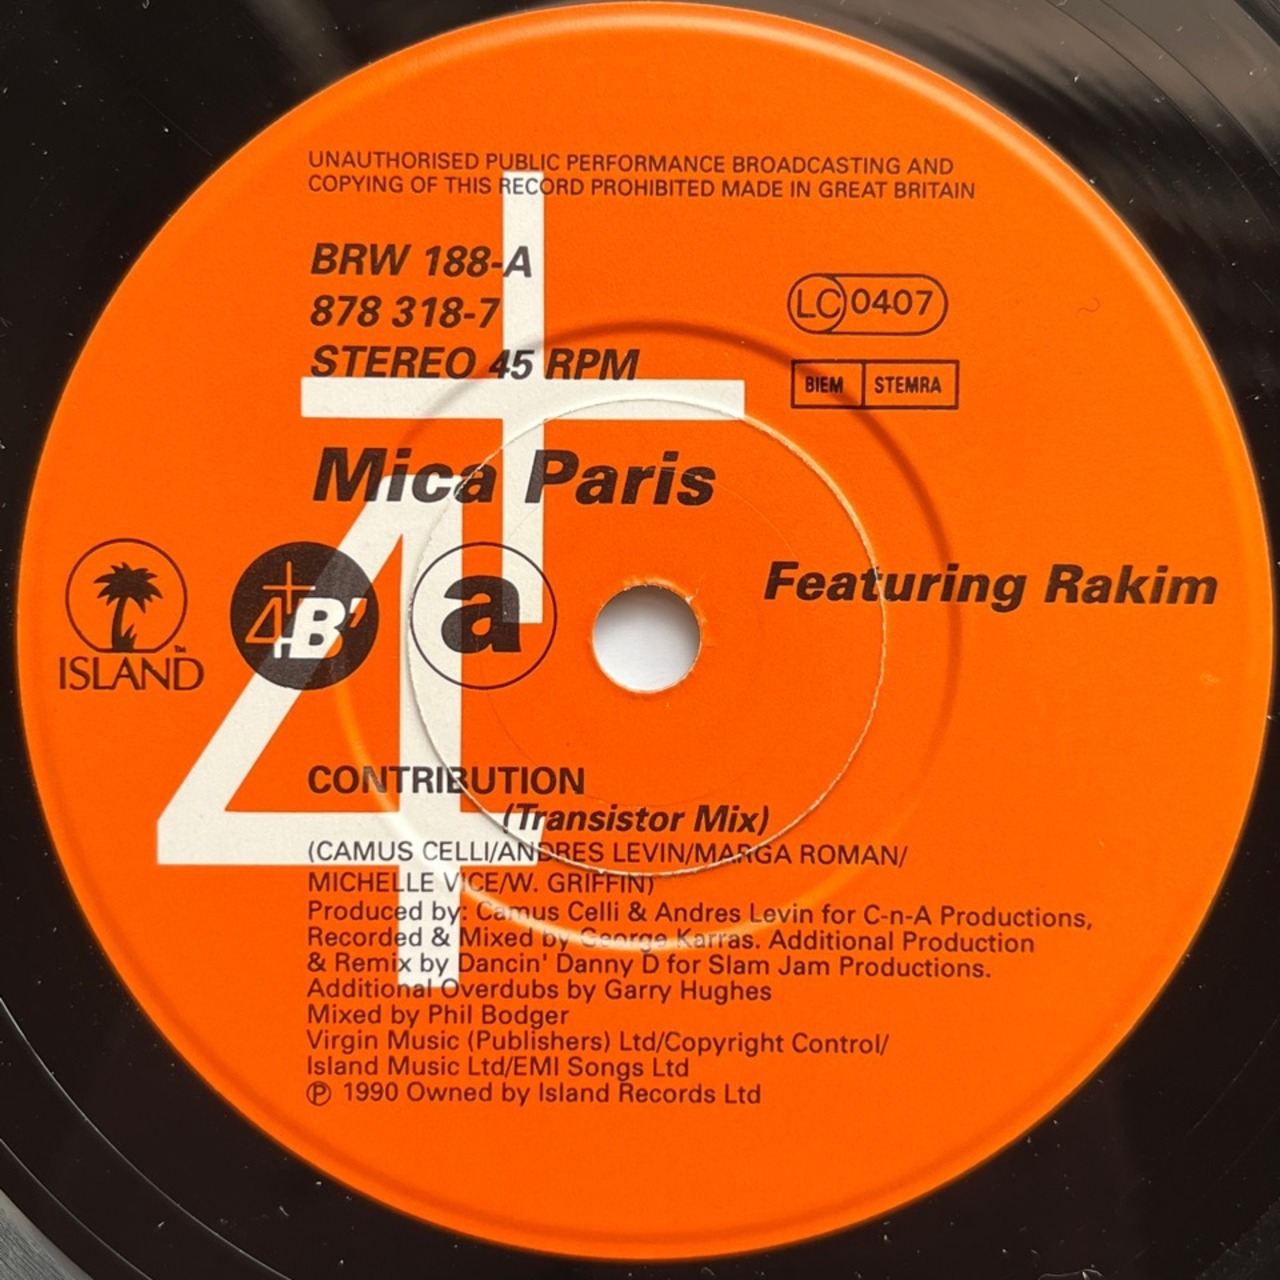 UNAUTHORISED PUBLIC PERFORMANCE BROADCASTING AND
COPYING OF THIS RECORD PROHIBITED MADE IN GREAT BRITAIN
BRW 188-A
878 318-7
STEREO 45 RPM
LC 0407
BIEM STEMRA
Mica Paris
Featuring Rakim
ISLAND™
4+B'
a
CONTRIBUTION
(Transistor Mix)
(CAMUS CELLI/ANDRES LEVIN/MARGA ROMAN/
MICHELLE VICE/W. GRIFFIN)
Produced by: Camus Celli & Andres Levin for C-n-A Productions,
Recorded & Mixed by George Karras. Additional Production
& Remix by Dancin' Danny D for Slam Jam Productions.
Additional Overdubs by Garry Hughes
Mixed by Phil Bodger
Virgin Music (Publishers) Ltd/Copyright Control/
Island Music Ltd/EMI Songs Ltd
℗ 1990 Owned by Island Records Ltd